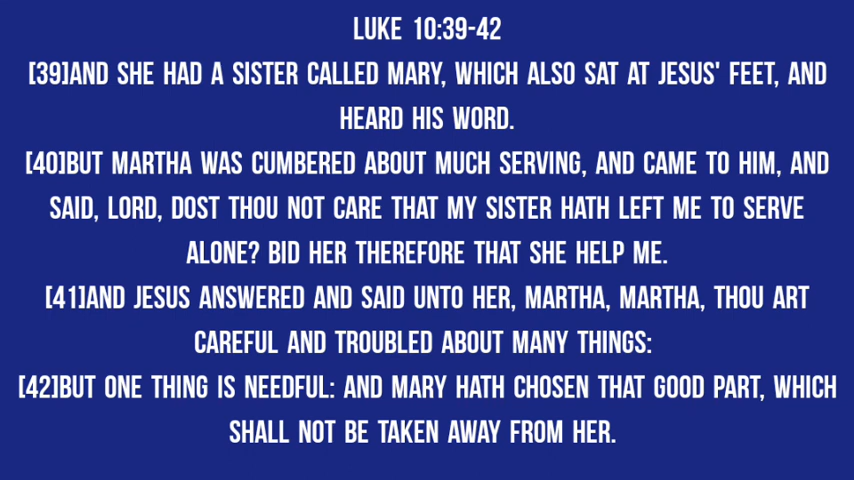 LUKE 10:39-42
[39]AND SHE HAD A SISTER CALLED MARY, WHICH ALSO SAT AT JESUS' FEET, AND
HEARD HIS WORD.
[40]BUT MARTHA WAS CUMBERED ABOUT MUCH SERVING, AND CAME TO HIM, AND
SAID, LORD, DOST THOU NOT CARE THAT MY SISTER HATH LEFT ME TO SERVE
ALONE? BID HER THEREFORE THAT SHE HELP ME.
[41]AND JESUS ANSWERED AND SAID UNTO HER, MARTHA, MARTHA, THOU ART
CAREFUL AND TROUBLED ABOUT MANY THINGS:
[42]BUT ONE THING IS NEEDFUL: AND MARY HATH CHOSEN THAT GOOD PART, WHICH
SHALL NOT BE TAKEN AWAY FROM HER.